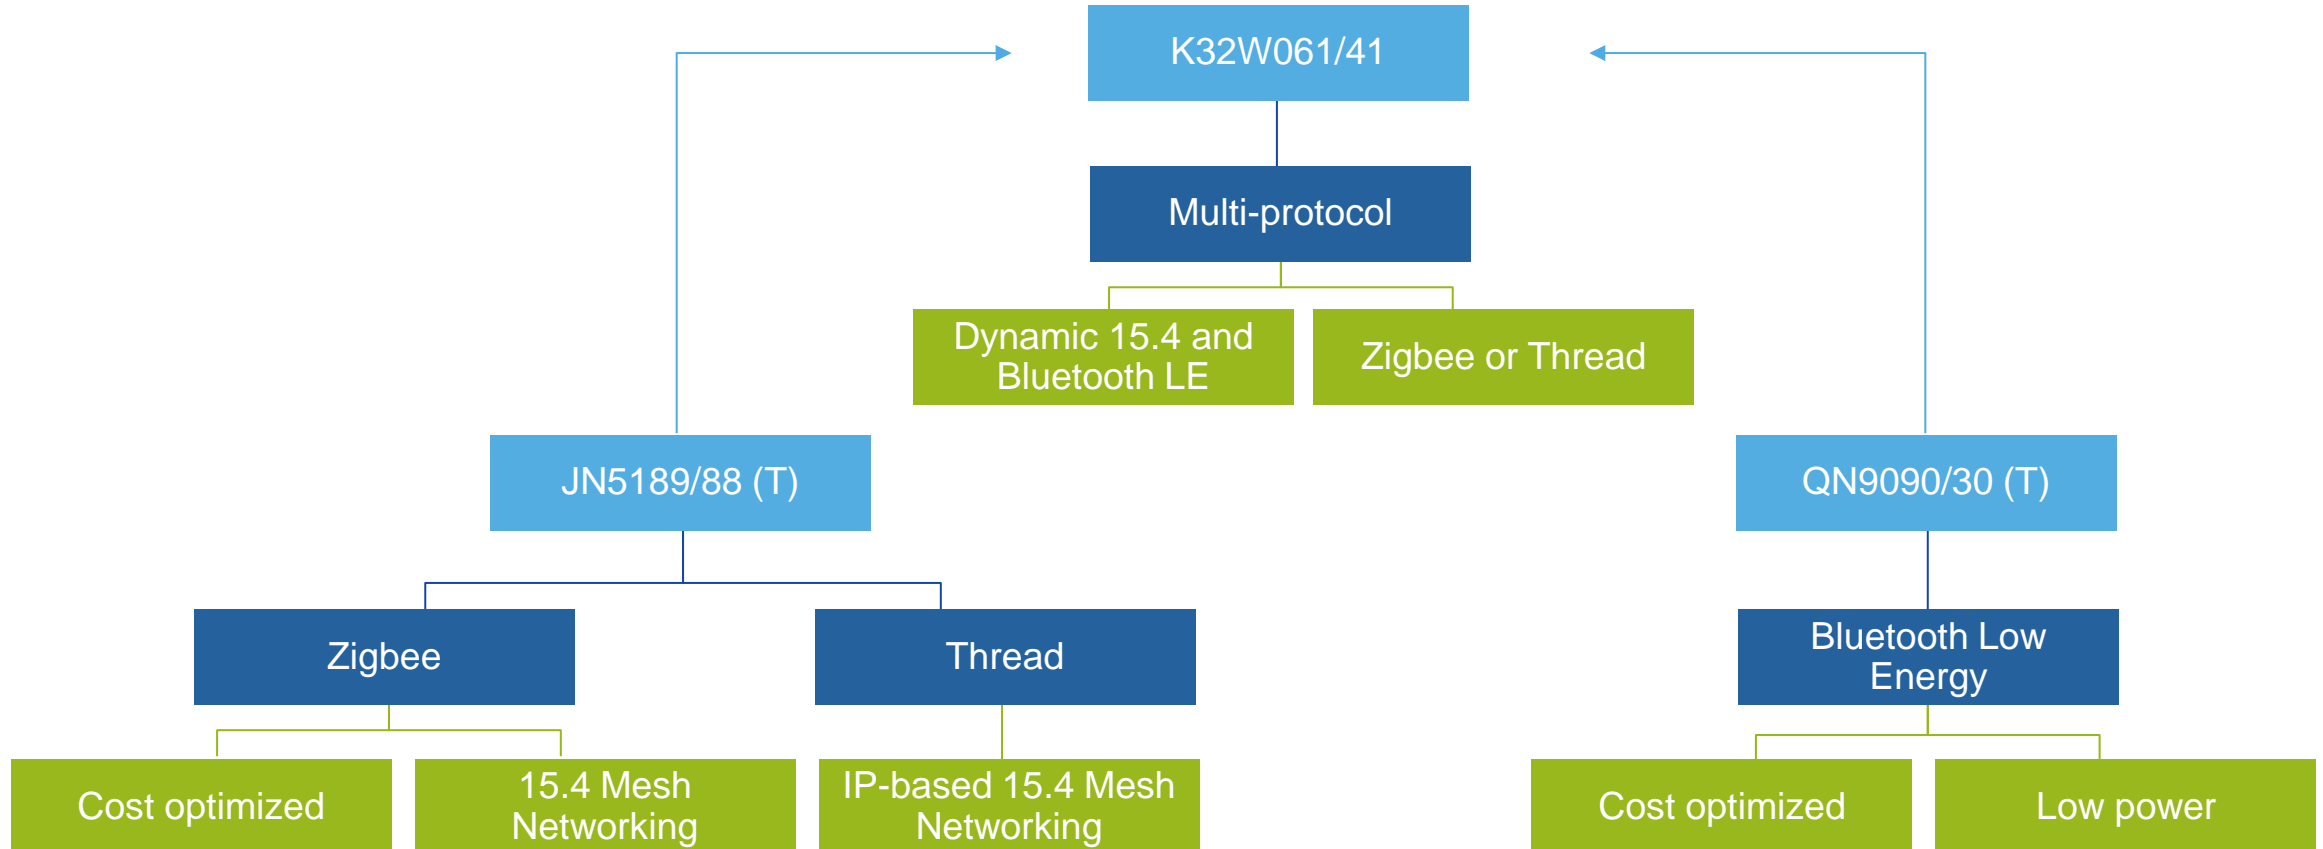 K32W061/41
Multi-protocol
Dynamic 15.4 and
Bluetooth LE
Zigbee or Thread
JN5189/88 (T)
QN9090/30 (T)
Zigbee
Thread
Bluetooth Low
Energy
Cost optimized
15.4 Mesh
Networking
IP-based 15.4 Mesh
Networking
Cost optimized
Low power